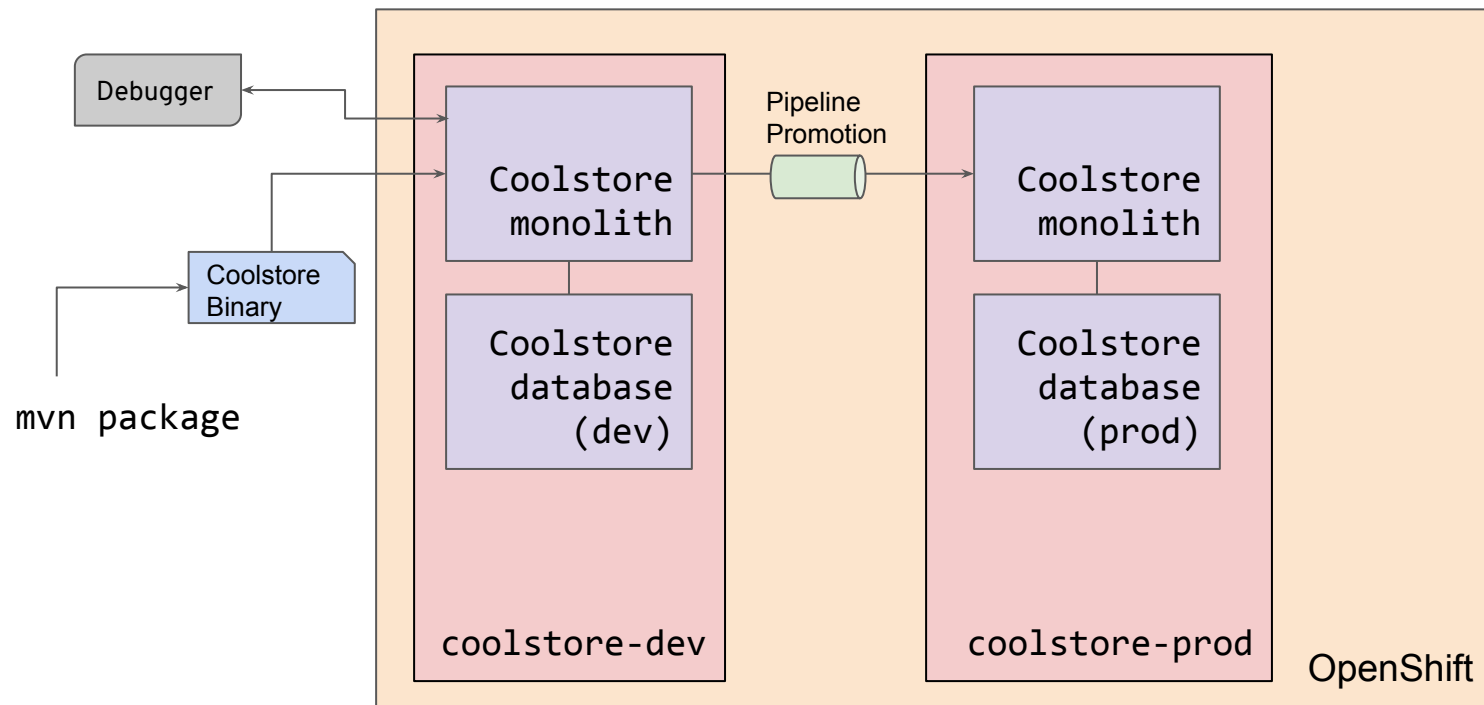 Debugger
Pipeline
Promotion
Coolstore
monolith
Coolstore
monolith
Coolstore
Binary
Coolstore
database
(dev)
Coolstore
database
(prod)
mvn package
coolstore-dev
coolstore-prod
OpenShift